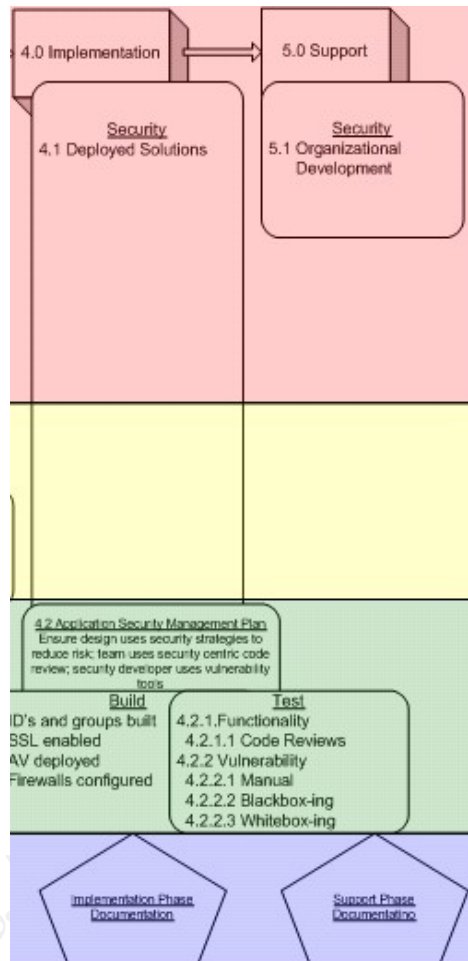 4.0 Implementation
5.0 Support
Security
4.1 Deployed Solutions
Security
5.1 Organizational
Development
4.2 Application Security Management Plan
Ensure design uses security strategies to
reduce risk; team uses security centric code
review; security developer uses vulnerability
tools
Build
ID's and groups built
SSL enabled
AV deployed
Firewalls configured
Test
4.2.1.Functionality
4.2.1.1 Code Reviews
4.2.2 Vulnerability
4.2.2.1 Manual
4.2.2.2 Blackbox-ing
4.2.2.3 Whitebox-ing
Implementation Phase
Documentation
Support Phase
Documentatino